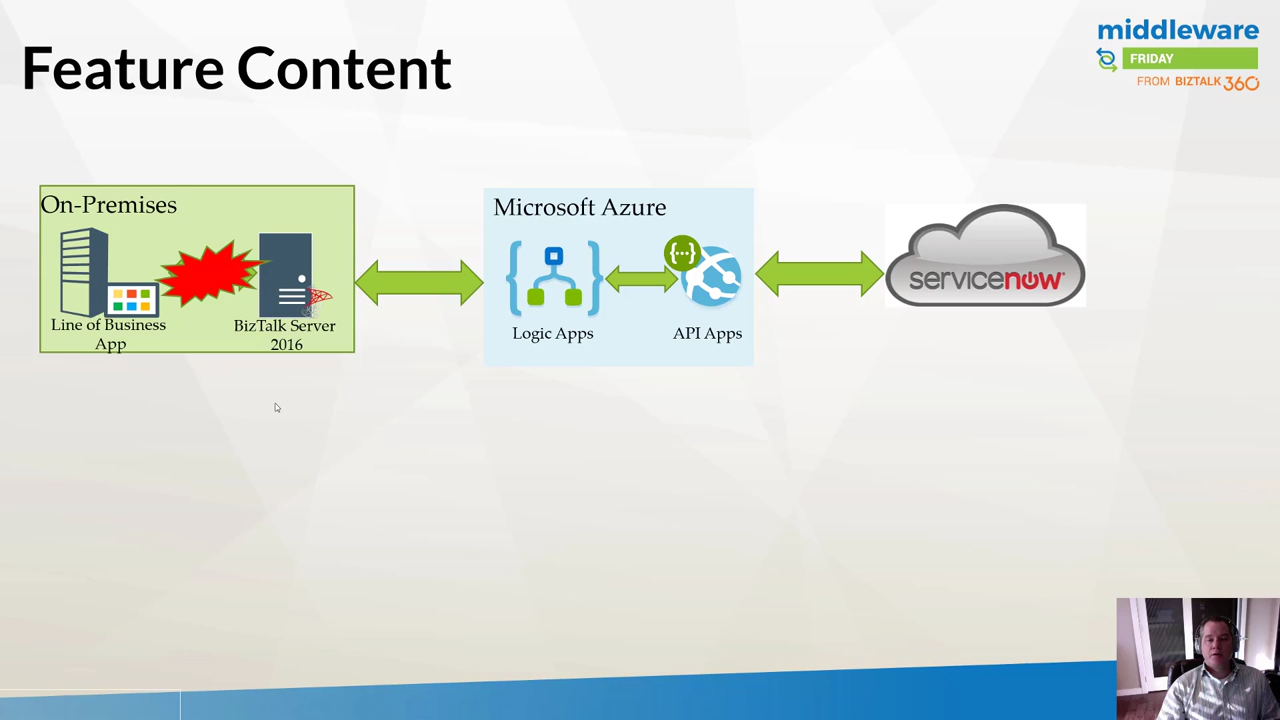 Feature Content
middleware
FRIDAY
FROM BIZTALK 360
On-Premises
Line of Business
App
BizTalk Server
2016
Microsoft Azure
{...}
Logic Apps
API Apps
servicenow